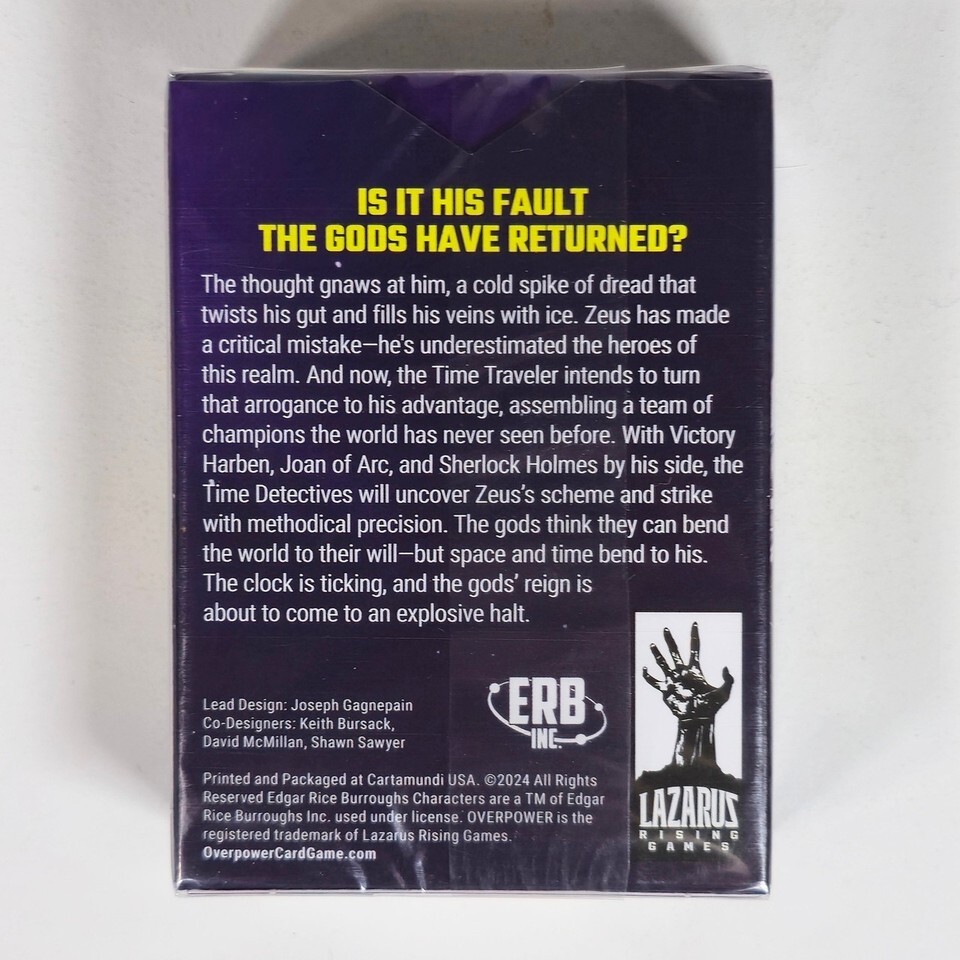 IS IT HIS FAULT
THE GODS HAVE RETURNED?
The thought gnaws at him, a cold spike of dread that
twists his gut and fills his veins with ice. Zeus has made
a critical mistake—he's underestimated the heroes of
this realm. And now, the Time Traveler intends to turn
that arrogance to his advantage, assembling a team of
champions the world has never seen before. With Victory
Harben, Joan of Arc, and Sherlock Holmes by his side, the
Time Detectives will uncover Zeus’s scheme and strike
with methodical precision. The gods think they can bend
the world to their will—but space and time bend to his.
The clock is ticking, and the gods’ reign is
about to come to an explosive halt.
Lead Design: Joseph Gagnepain
Co-Designers: Keith Bursack,
David McMillan, Shawn Sawyer
ERB
INC.
Printed and Packaged at Cartamundi USA. ©2024 All Rights
Reserved Edgar Rice Burroughs Characters are a TM of Edgar
Rice Burroughs Inc. used under license. OVERPOWER is the
registered trademark of Lazarus Rising Games.
OverpowerCardGame.com
LAZARUS
RISING
GAMES